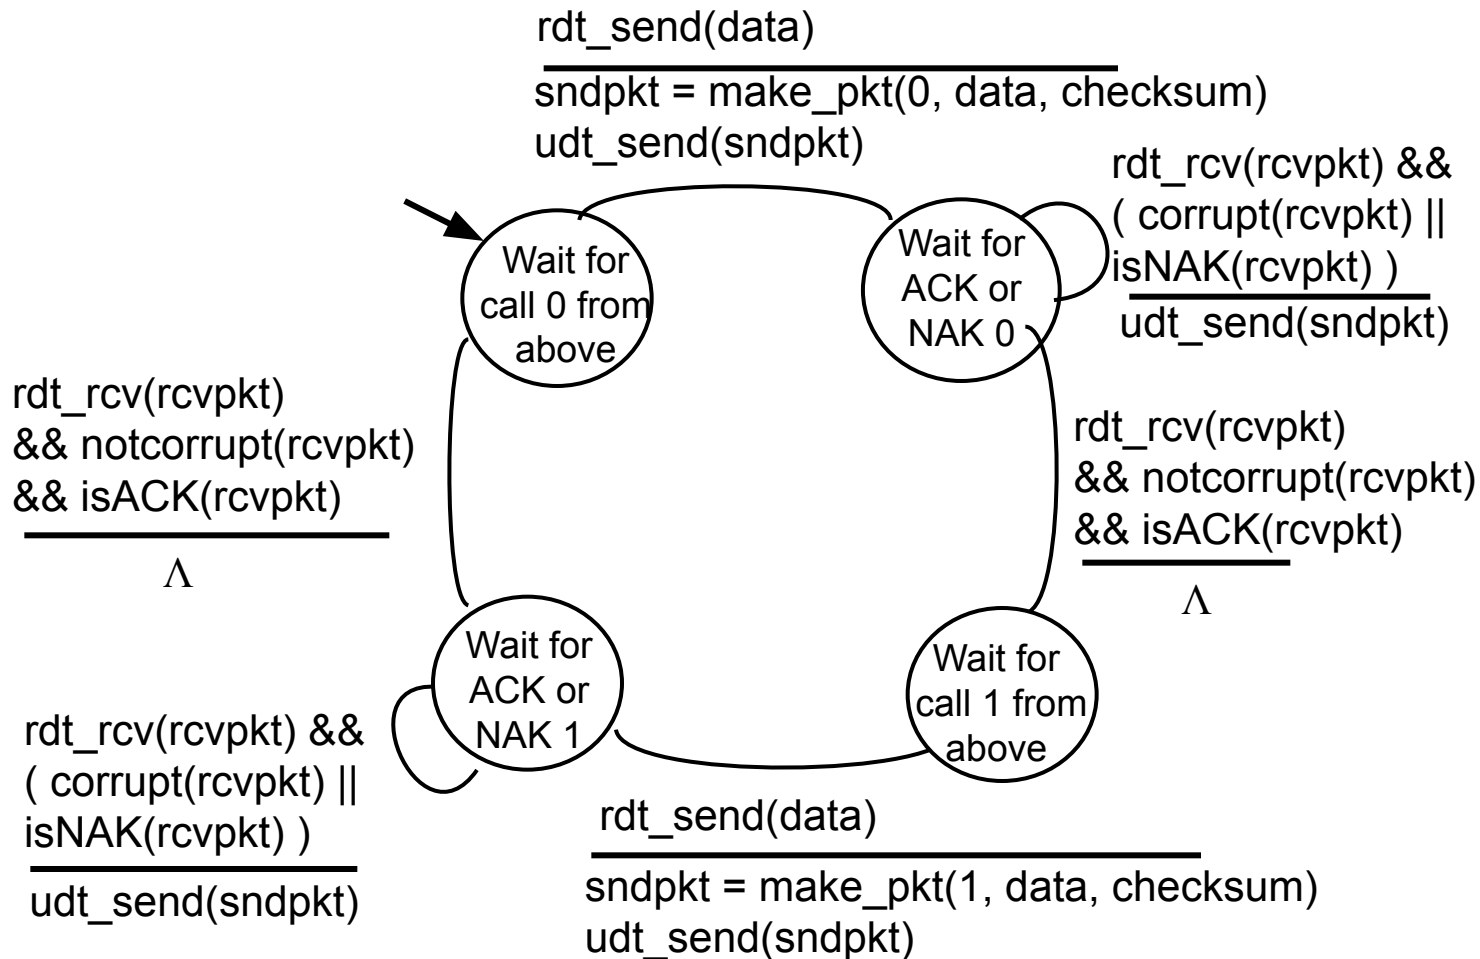 rdt_send(data)
sndpkt = make_pkt(0, data, checksum)
udt_send(sndpkt)
rdt_rcv(rcvpkt) &&
( corrupt(rcvpkt) ||
isNAK(rcvpkt) )
udt_send(sndpkt)
Wait for
call 0 from
above
Wait for
ACK or
NAK 0
rdt_rcv(rcvpkt)
&& notcorrupt(rcvpkt)
&& isACK(rcvpkt)
Λ
rdt_rcv(rcvpkt)
&& notcorrupt(rcvpkt)
&& isACK(rcvpkt)
Λ
Wait for
ACK or
NAK 1
Wait for
call 1 from
above
rdt_rcv(rcvpkt) &&
( corrupt(rcvpkt) ||
isNAK(rcvpkt) )
udt_send(sndpkt)
rdt_send(data)
sndpkt = make_pkt(1, data, checksum)
udt_send(sndpkt)